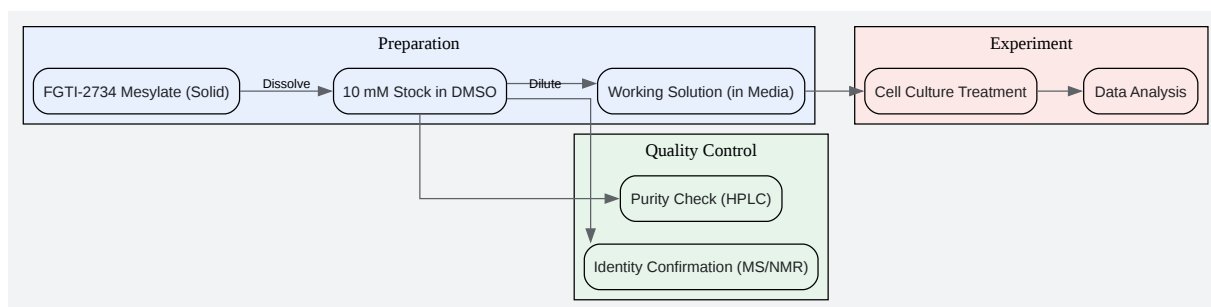 Preparation
FGTI-2734 Mesylate (Solid)
Dissolve
10 mM Stock in DMSO
Dilute
Working Solution (in Media)
Experiment
Cell Culture Treatment
Data Analysis
Quality Control
Purity Check (HPLC)
Identity Confirmation (MS/NMR)